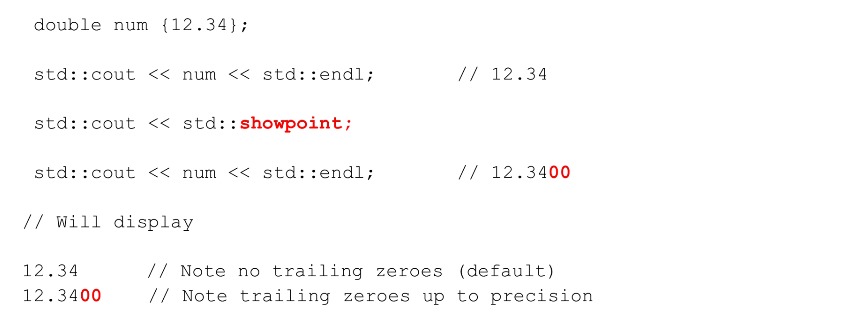 double num {12.34};
std::cout << num << std::endl; // 12.34
std::cout << std::showpoint;
std::cout << num << std::endl; // 12.3400
// Will display
12.34 // Note no trailing zeroes (default)
12.3400 // Note trailing zeroes up to precision